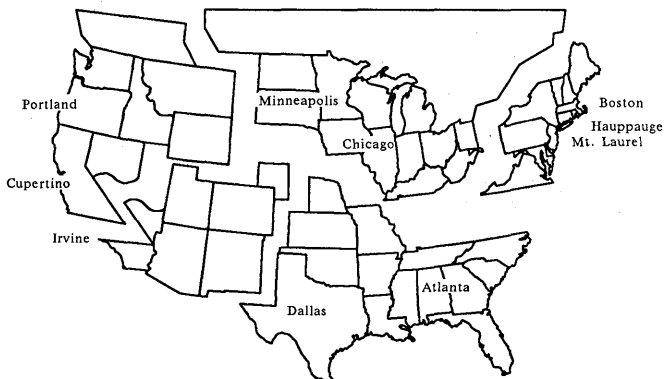 Portland
Minneapolis
Boston
Hauppauge
Mt. Laurel
Chicago
Cupertino
Irvine
Atlanta
Dallas